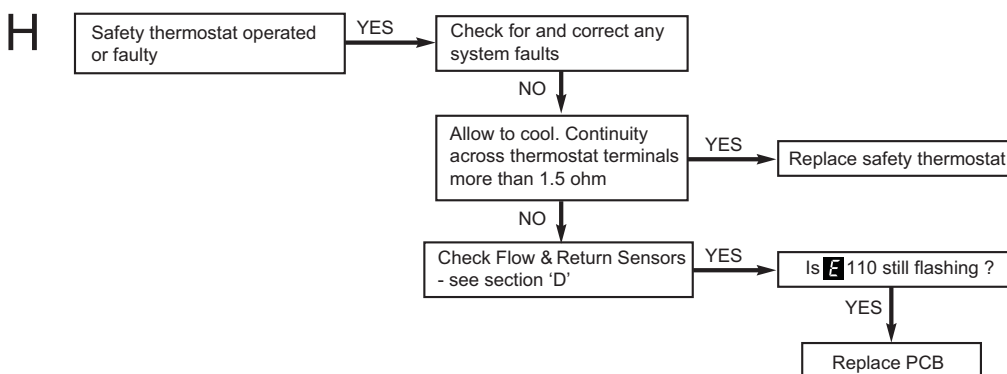 H
Safety thermostat operated
or faulty
YES
Check for and correct any
system faults
NO
Allow to cool. Continuity
across thermostat terminals
more than 1.5 ohm
YES
Replace safety thermostat
NO
Check Flow & Return Sensors
- see section ‘D’
YES
Is E 110 still flashing ?
YES
Replace PCB